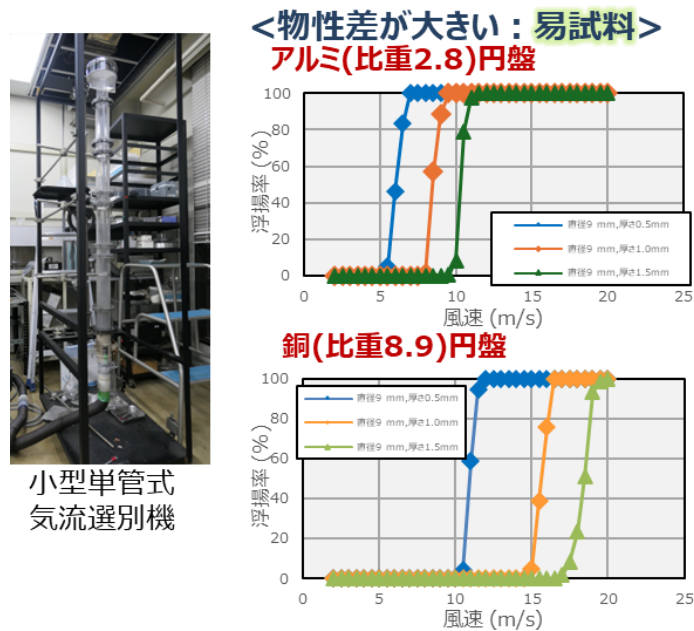 <物性差が大きい：易試料>
アルミ(比重2.8)円盤
100
80
60
40
20
0
浮揚率 (%)
直径9 mm,厚さ0.5mm
直径9 mm,厚さ1.0mm
直径9 mm,厚さ1.5mm
0 5 10 15 20 25
風速 (m/s)
銅(比重8.9)円盤
100
80
60
40
20
0
浮揚率 (%)
直径9 mm,厚さ0.5mm
直径9 mm,厚さ1.0mm
直径9 mm,厚さ1.5mm
0 5 10 15 20 25
風速 (m/s)
小型単管式
気流選別機